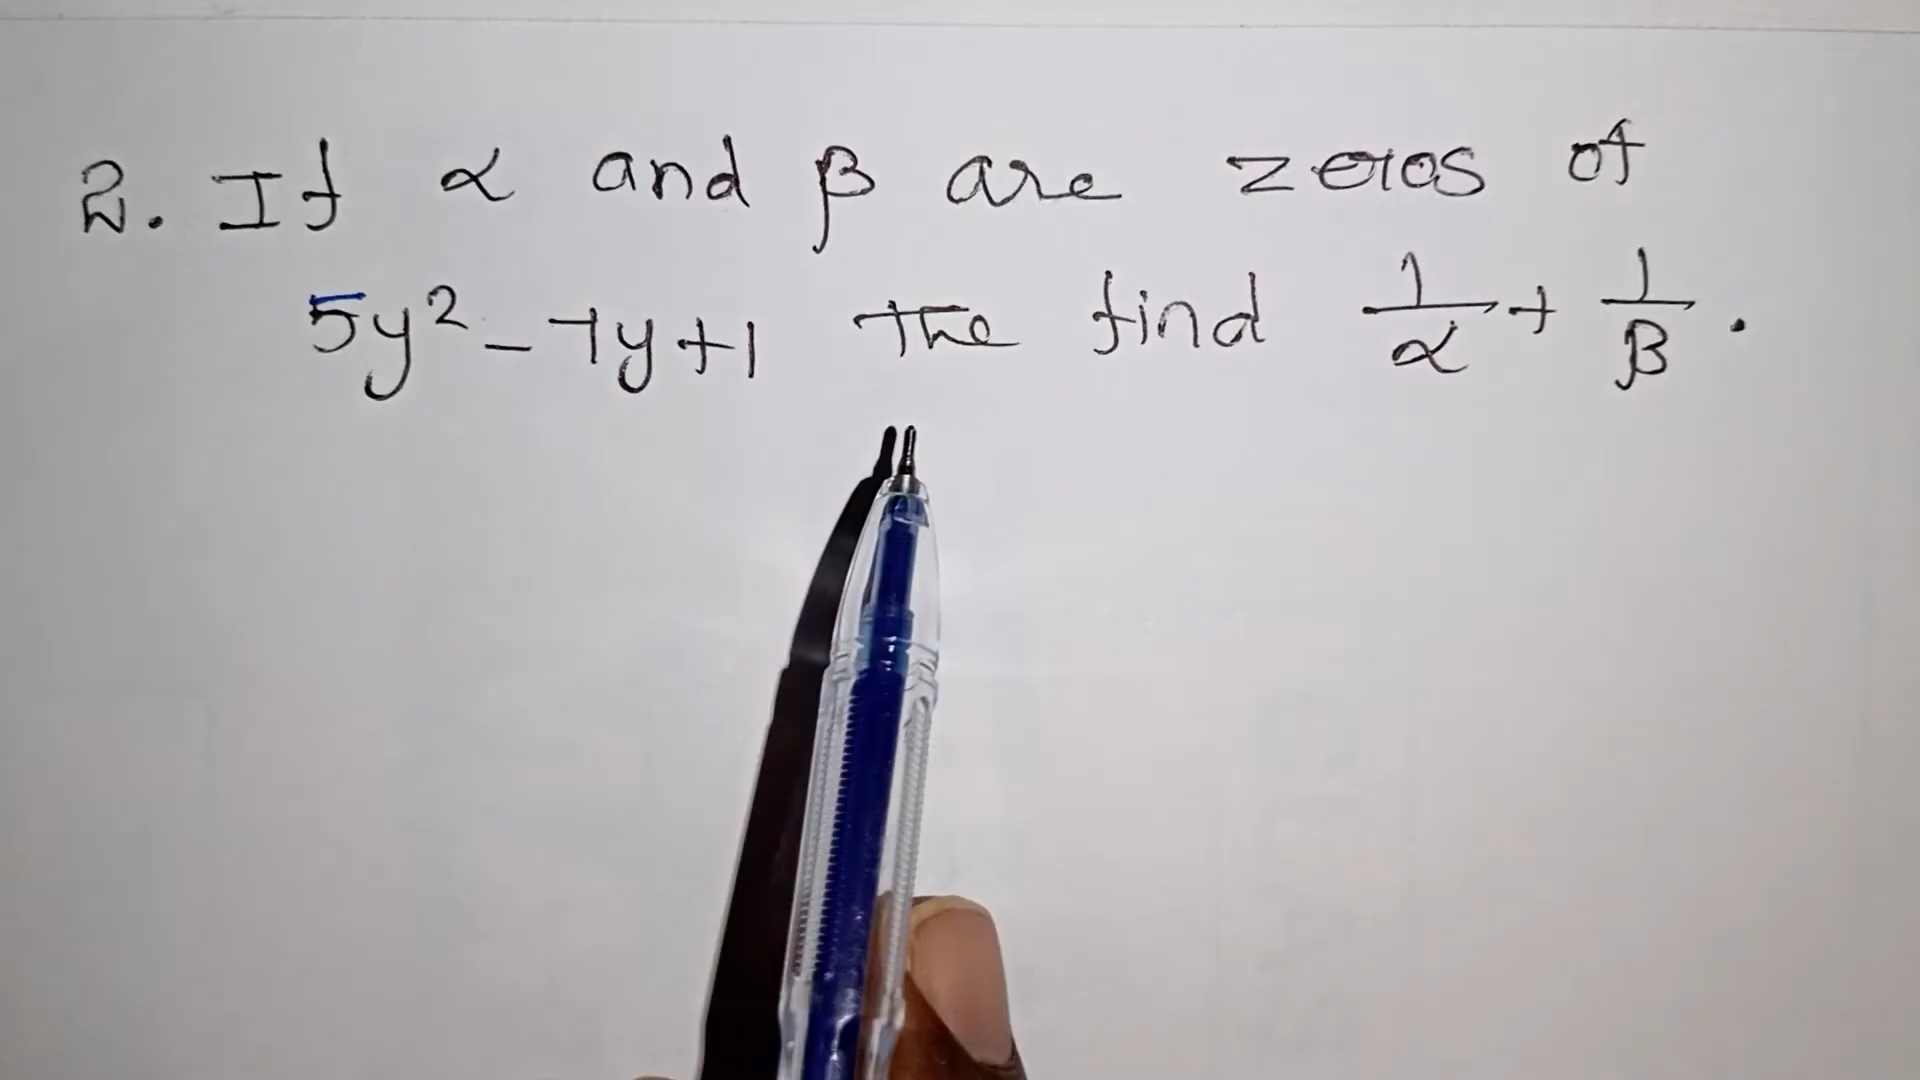 2. If α and β are zeros of
5y² - 7y + 1 the find 1/α + 1/β.